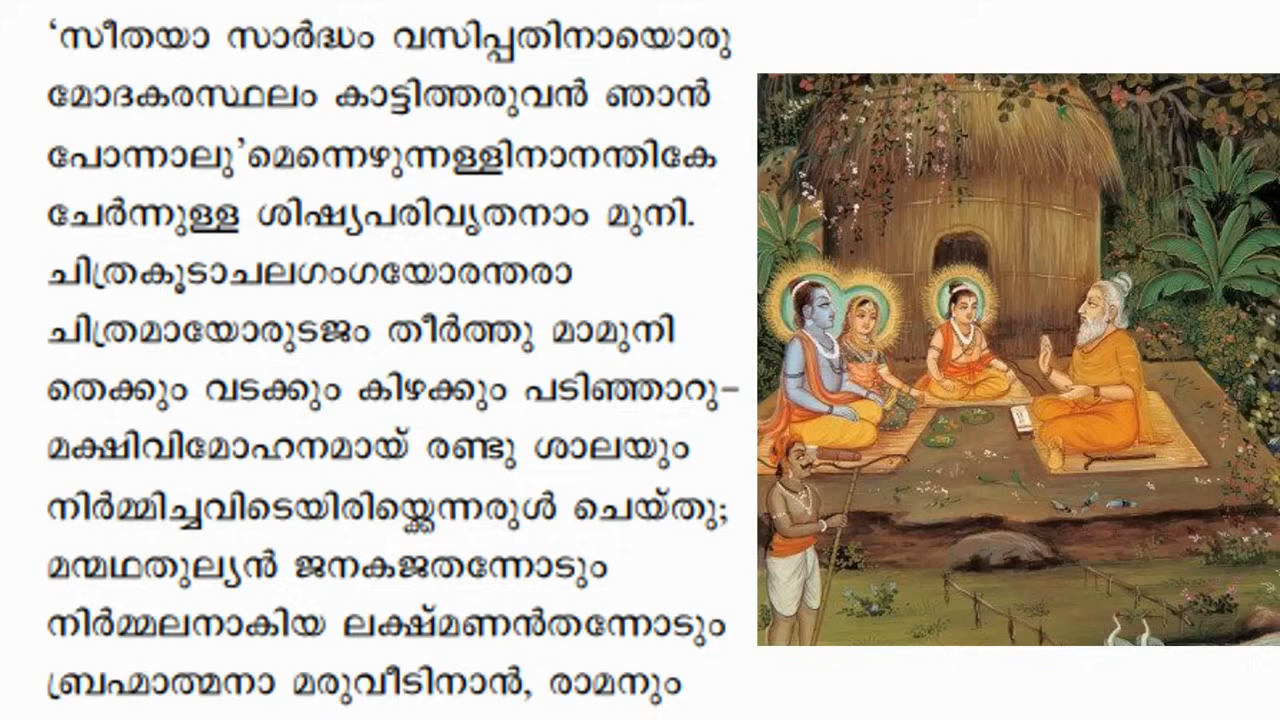 ‘സീതയാ സാർദ്ധം വസിപ്പതിനായൊരു
മോദകരസ്ഥലം കാട്ടിത്തരുവൻ ഞാൻ
പോന്നാലു’മെന്നെഴുന്നള്ളിനാനന്തികേ
ചേർന്നുള്ള ശിഷ്യപരിവൃതനാം മുനി.
ചിത്രകൂടാചലഗംഗയോരന്തരാ
ചിത്രമായോരുടജം തീർത്തു മാമുനി
തെക്കും വടക്കും കിഴക്കും പടിഞ്ഞാറു–
മക്ഷിവിമോഹനമായ് രണ്ടു ശാലയും
നിർമ്മിച്ചവിടെയിരിയ്ക്കെന്നരുൾ ചെയ്തു;
മന്മഥതുല്യൻ ജനകജതന്നോടും
നിർമ്മലനാകിയ ലക്ഷ്മണൻതന്നോടും
ബ്രഹ്മാത്മനാ മരുവീടിനാൻ, രാമനും